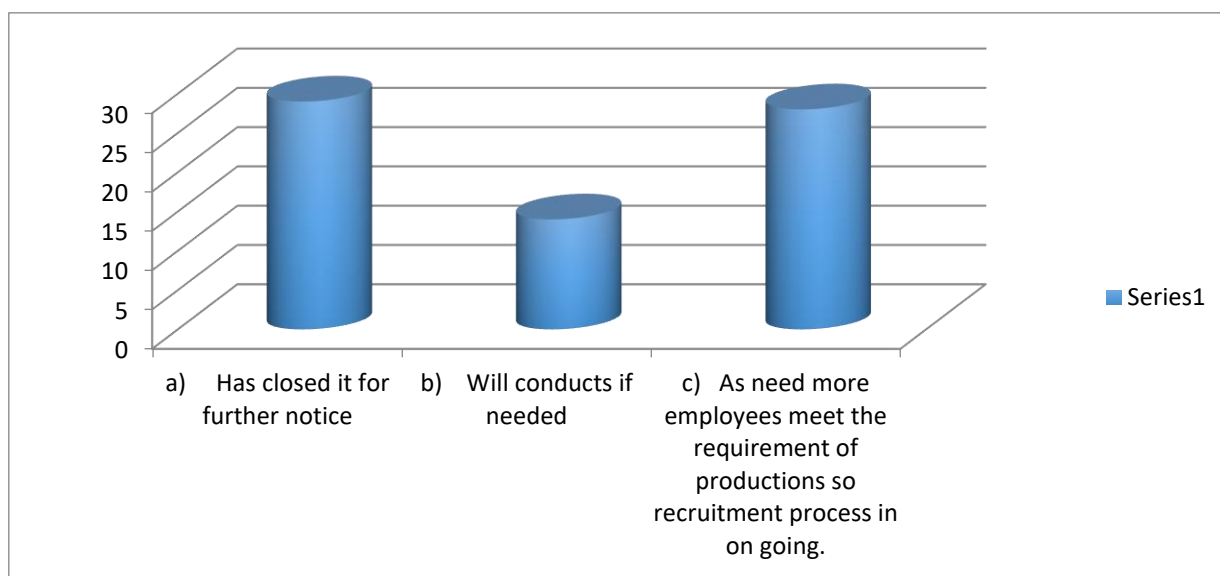 30
25
20
15
10
5
0
a) Has closed it for
further notice
b) Will conducts if
needed
c) As need more
employees meet the
requirement of
productions so
recruitment process in
on going.
Series1